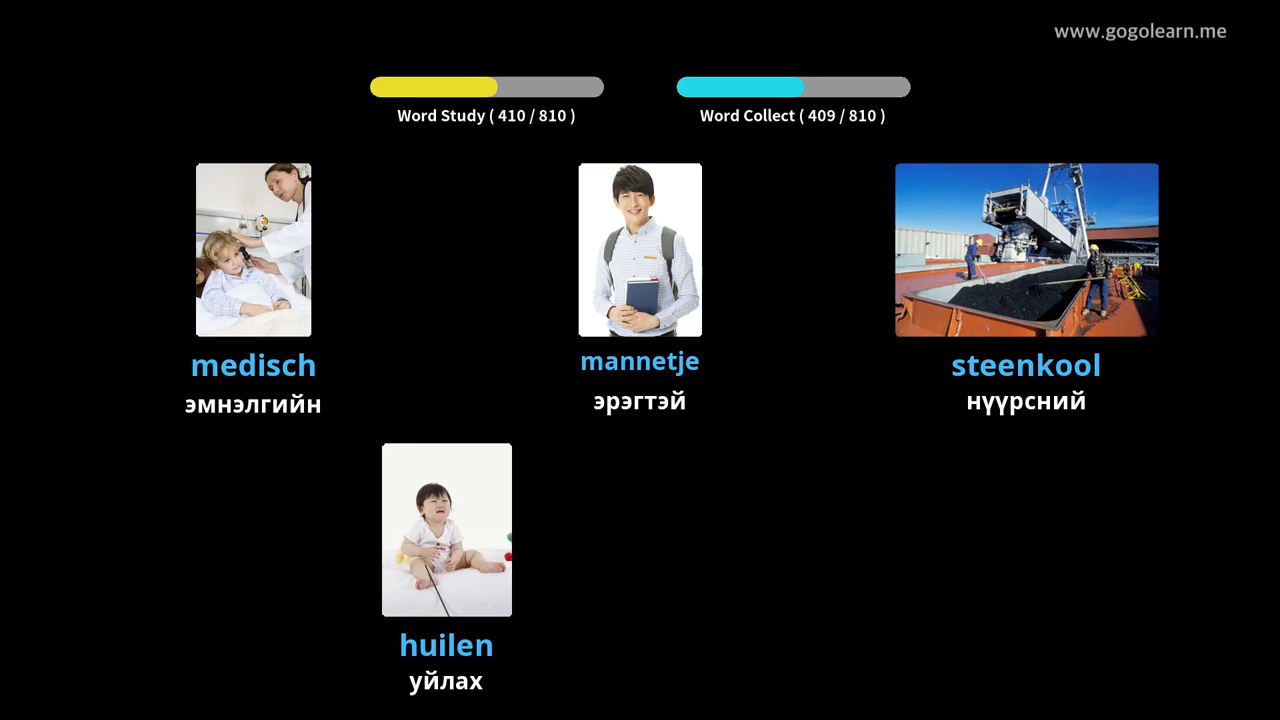 www.gogolearn.me
Word Study ( 410 / 810 )
Word Collect ( 409 / 810 )
medisch
эмнэлгийн
mannetje
эрэгтэй
steenkool
нүүрсний
huilen
уйлах